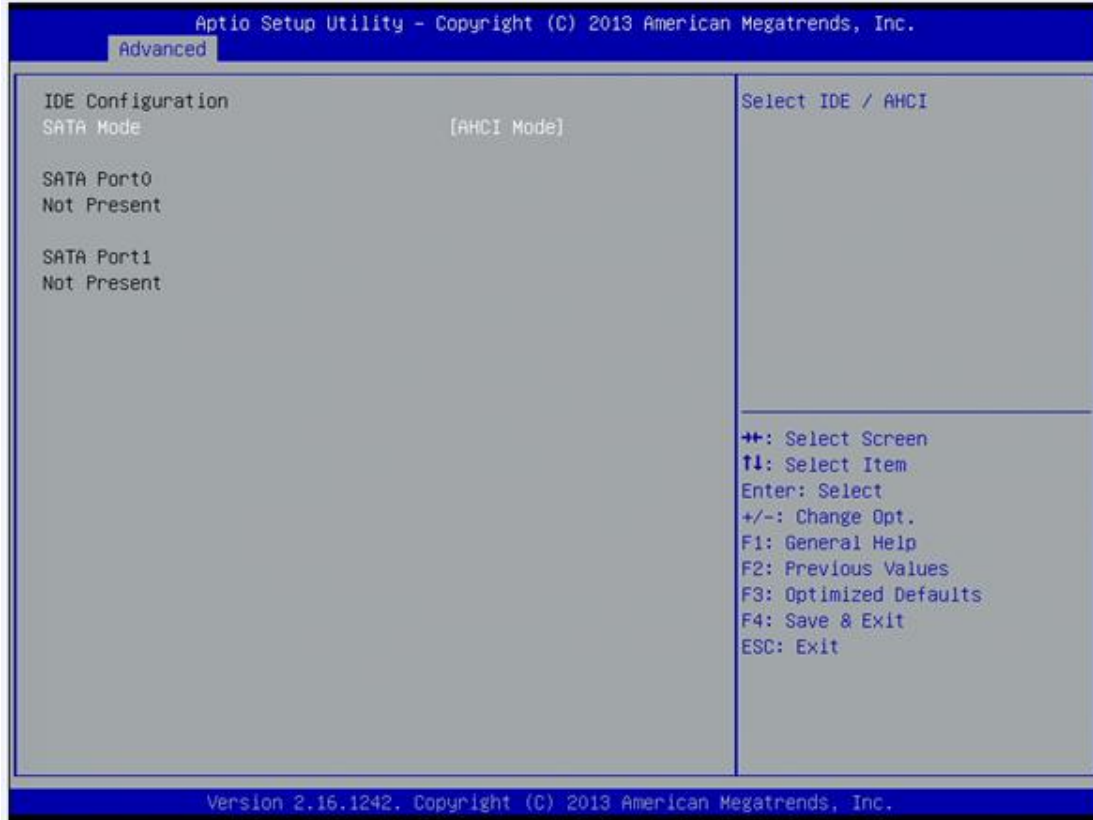 Aptio Setup Utility – Copyright (C) 2013 American Megatrends, Inc.
Advanced
IDE Configuration
SATA Mode [AHCI Mode]
SATA Port0
Not Present
SATA Port1
Not Present
Select IDE / AHCI
→←: Select Screen
↑↓: Select Item
Enter: Select
+/-: Change Opt.
F1: General Help
F2: Previous Values
F3: Optimized Defaults
F4: Save & Exit
ESC: Exit
Version 2.16.1242. Copyright (C) 2013 American Megatrends, Inc.